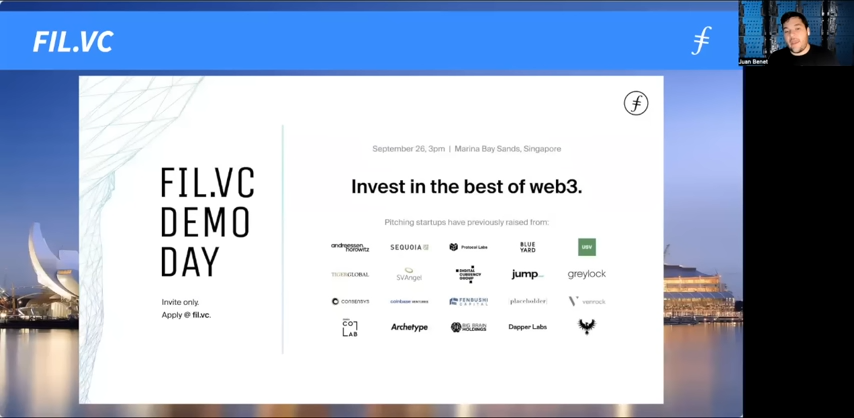 FIL.VC
Juan Benet
FIL.VC
DEMO
DAY
Invite only.
Apply @ fil.vc.
September 26, 3pm | Marina Bay Sands, Singapore
Invest in the best of web3.
Pitching startups have previously raised from:
andreessen. horowitz
SEQUOIA
Protocol Labs
BLUE YARD
USV
TIGERGLOBAL
SVAngel
DIGITAL CURRENCY GROUP
jump
greylock
CONSENSYS
coinbase
FENBUSHI CAPITAL
placeholder
venrock
CO LAB
Archetype
BIG BRAIN HOLDINGS
Dapper Labs